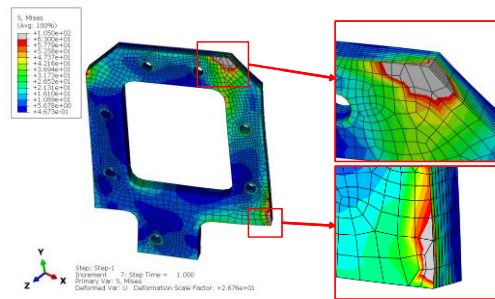 S, Mises
(Avg: 100%)
+1.050e+02
+6.300e+01
+5.779e+01
+5.258e+01
+4.737e+01
+4.216e+01
+3.694e+01
+3.173e+01
+2.652e+01
+2.131e+01
+1.610e+01
+1.089e+01
+5.678e+00
+4.673e-01
Y
Z
X
Step: Step-1
Increment 7: Step Time = 1.000
Primary Var: S, Mises
Deformed Var: U Deformation Scale Factor: +2.676e+01